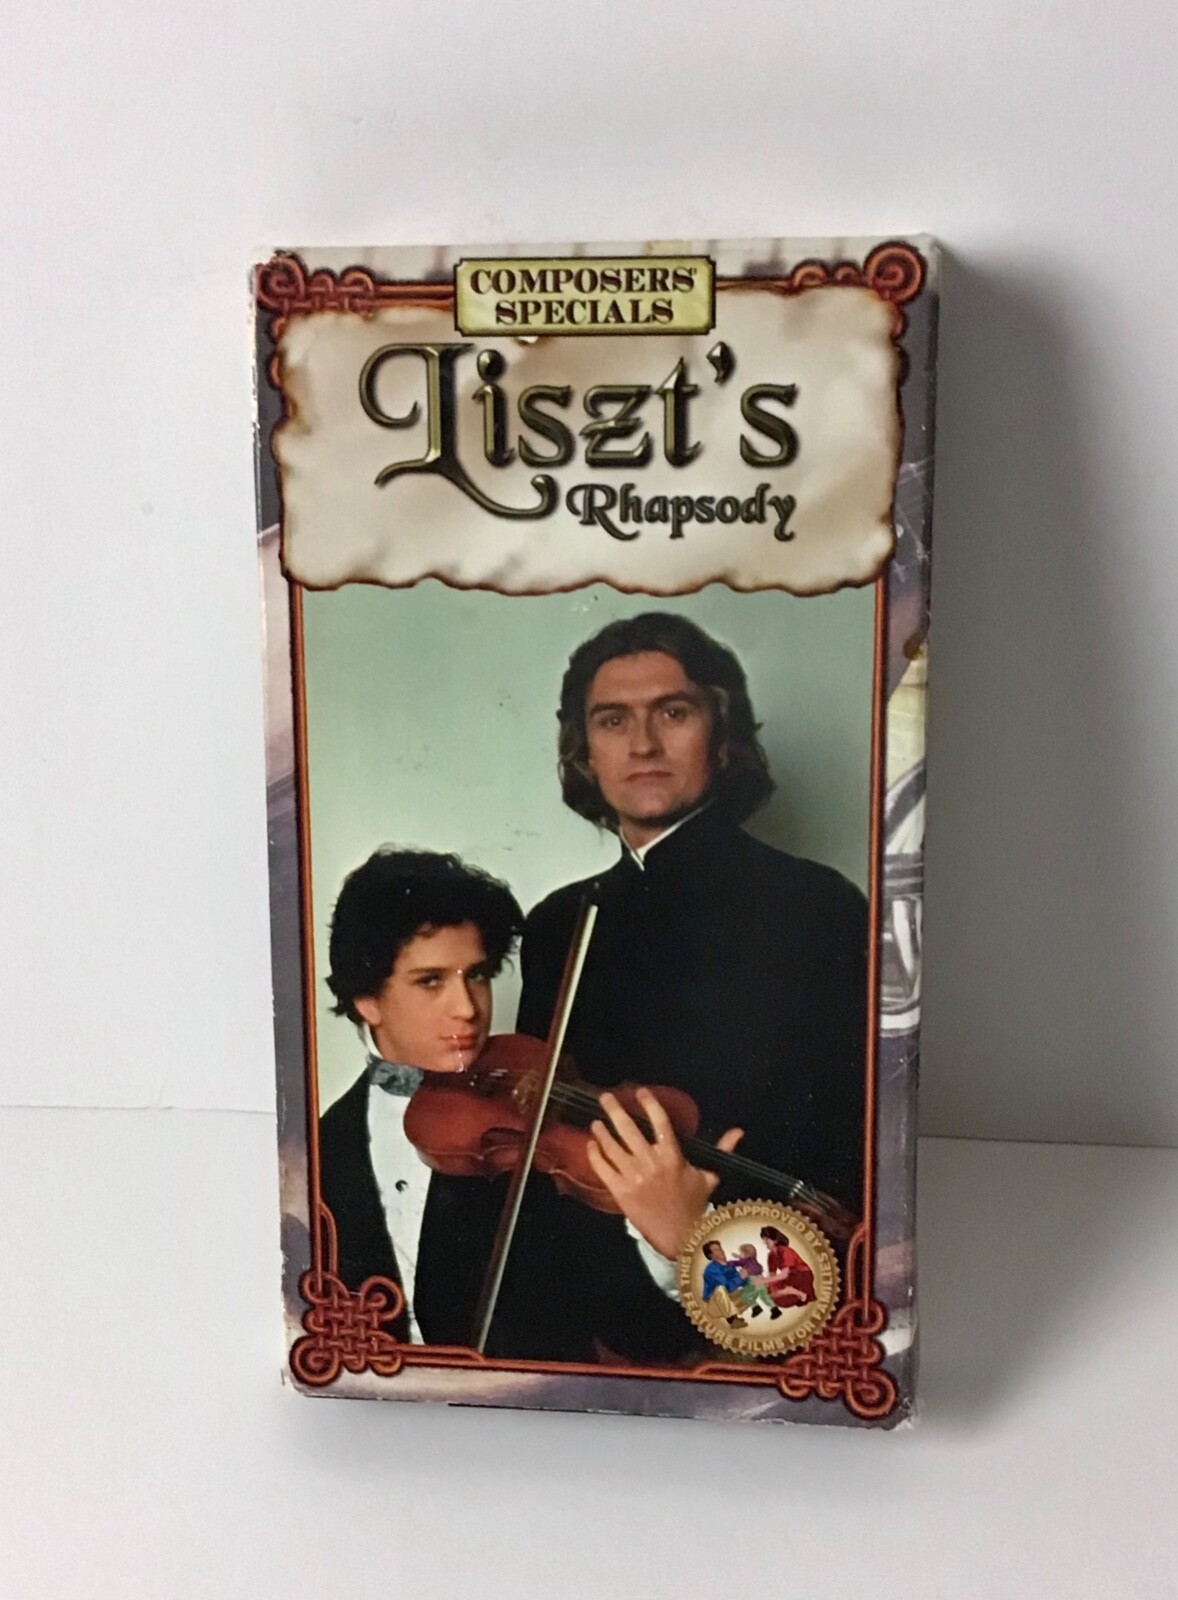 COMPOSERS'
SPECIALS
Liszt's
Rhapsody
THIS VERSION APPROVED BY
FEATURE FILMS FOR FAMILIES